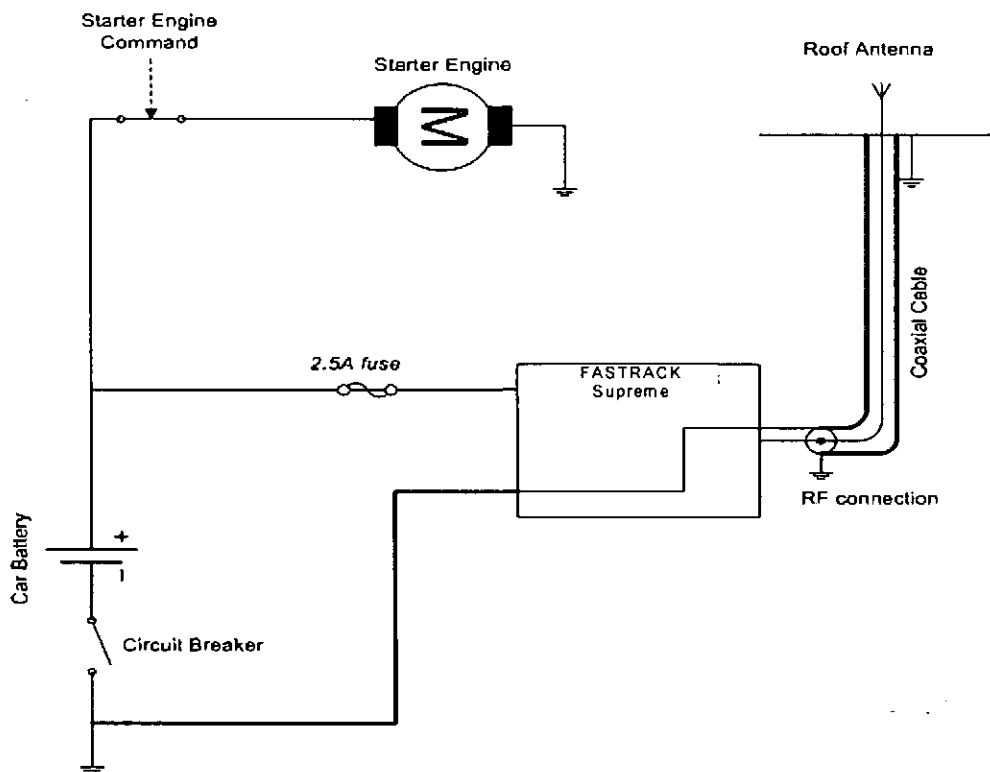 Starter Engine
Command
Starter Engine
Roof Antenna
M
Coaxial Cable
2.5A fuse
FASTRACK
Supreme
RF connection
Car Battery
+
Circuit Breaker